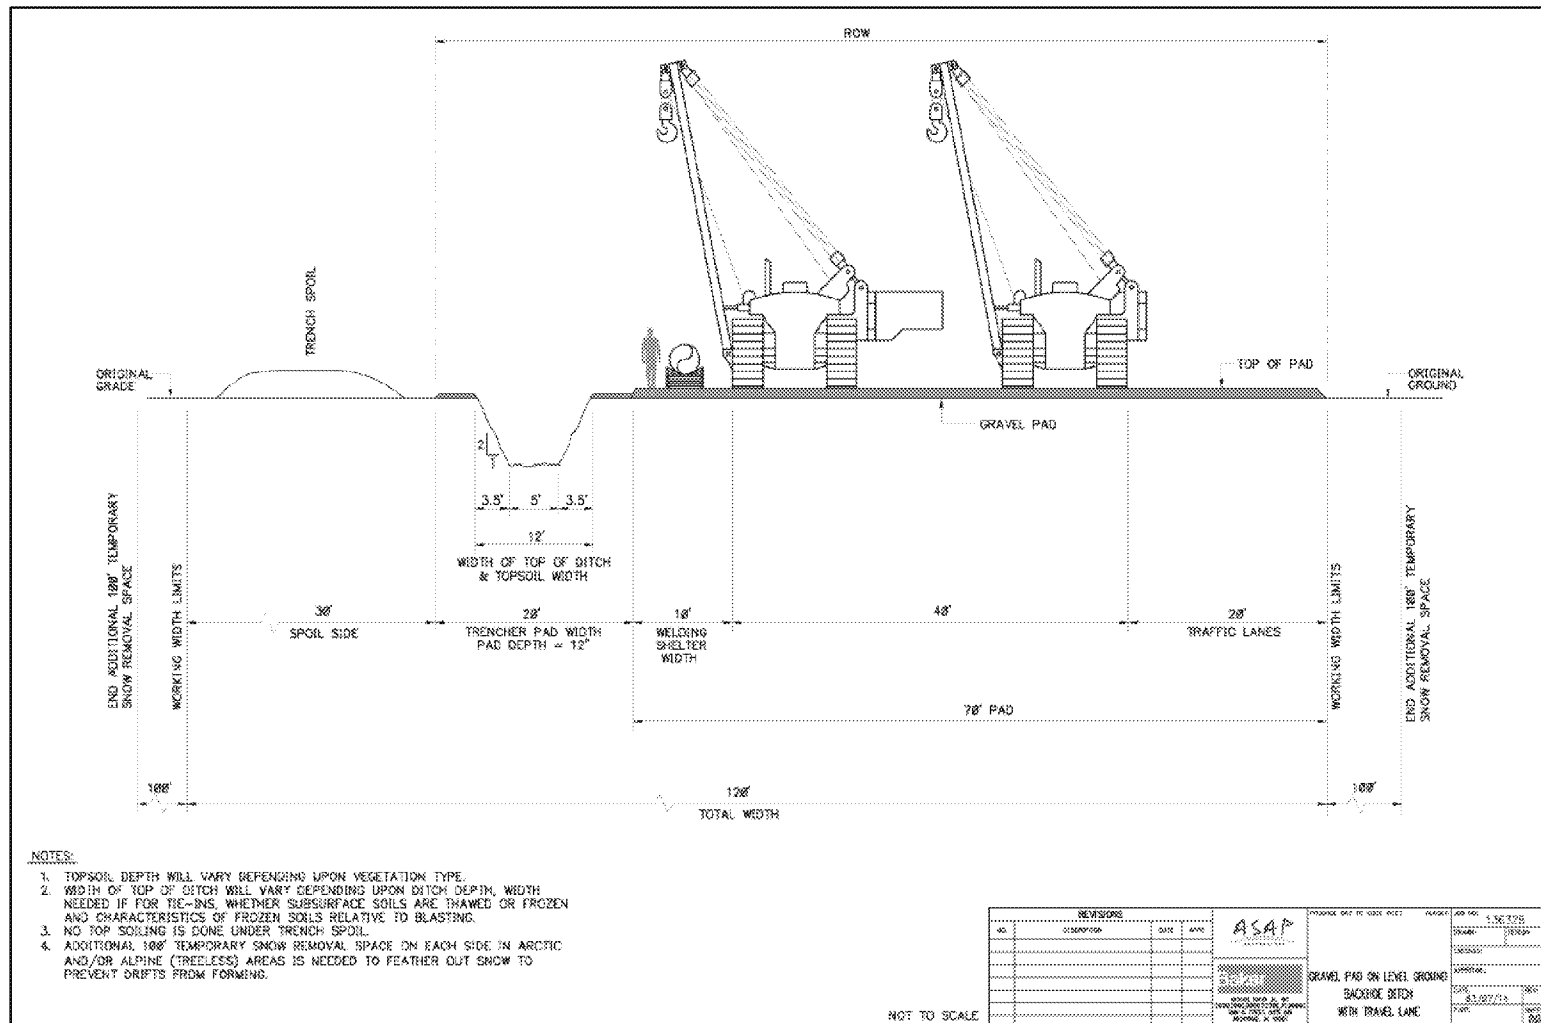 ROW
TRENCH SPOIL
ORIGINAL
GRADE
TOP OF PAD
ORIGINAL
GROUND
GRAVEL PAD
2
1
3.5' 5' 3.5'
12'
WIDTH OF TOP OF DITCH
& TOPSOIL WIDTH
END ADDITIONAL 100' TEMPORARY
SNOW REMOVAL SPACE
WORKING WIDTH LIMITS
30'
SPOIL SIDE
20'
TRENCHER PAD WIDTH
PAD DEPTH = 12"
10'
WELDING
SHELTER
WIDTH
40'
20'
TRAFFIC LANES
WORKING WIDTH LIMITS
END ADDITIONAL 100' TEMPORARY
SNOW REMOVAL SPACE
70' PAD
100'
120'
TOTAL WIDTH
100'
NOTES:
1. TOPSOIL DEPTH WILL VARY DEPENDING UPON VEGETATION TYPE.
2. WIDTH OF TOP OF DITCH WILL VARY DEPENDING UPON DITCH DEPTH, WIDTH
NEEDED IF FOR TIE-INS, WHETHER SUBSURFACE SOILS ARE THAWED OR FROZEN
AND CHARACTERISTICS OF FROZEN SOILS RELATIVE TO BLASTING.
3. NO TOP SOILING IS DONE UNDER TRENCH SPOIL.
4. ADDITIONAL 100' TEMPORARY SNOW REMOVAL SPACE ON EACH SIDE IN ARCTIC
AND/OR ALPINE (TREELESS) AREAS IS NEEDED TO FEATHER OUT SNOW TO
PREVENT DRIFTS FROM FORMING.
NOT TO SCALE
REVISIONS
NO. DESCRIPTION DATE APPR
ASAP
GRAVEL PAD ON LEVEL GROUND
BACKHOE DITCH
WITH TRAVEL LANE
JOB NO.
DATE